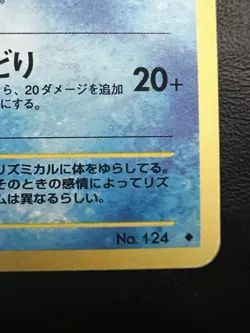 どり
20+
ら、20ダメージを追加
にする。
リズミカルに体をゆらしてる。
そのときの感情によってリズ
ムは異なるらしい。
No. 124 ◆